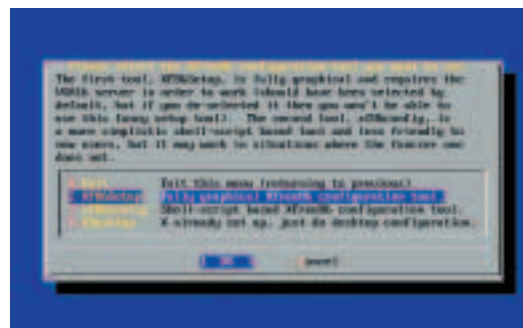 The first tool, XF86Setup, is fully graphical and requires the
VGA16 server in order to work (should have been selected by
default, but if you de-selected it then you won't be able to
use this fancy setup tool). The second tool, xf86config, is
a more simplistic shell-script based tool and less friendly to
new users, but it may work in situations where the fancier one
does not.
Exit Exit this menu (returning to previous)
XF86Setup Fully graphical XFree86 configuration tool.
xf86config Shell-script based XFree86 configuration tool.
XDesktop X already set up, just do desktop configuration.
[ OK ] Cancel